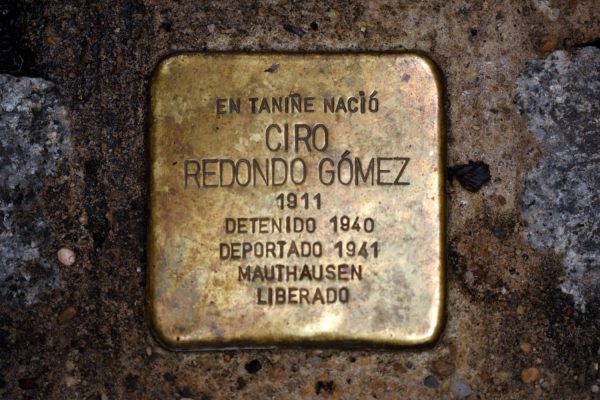 EN TANIÑE NACIÓ
CIRO
REDONDO GÓMEZ
1911
DETENIDO 1940
DEPORTADO 1941
MAUTHAUSEN
LIBERADO